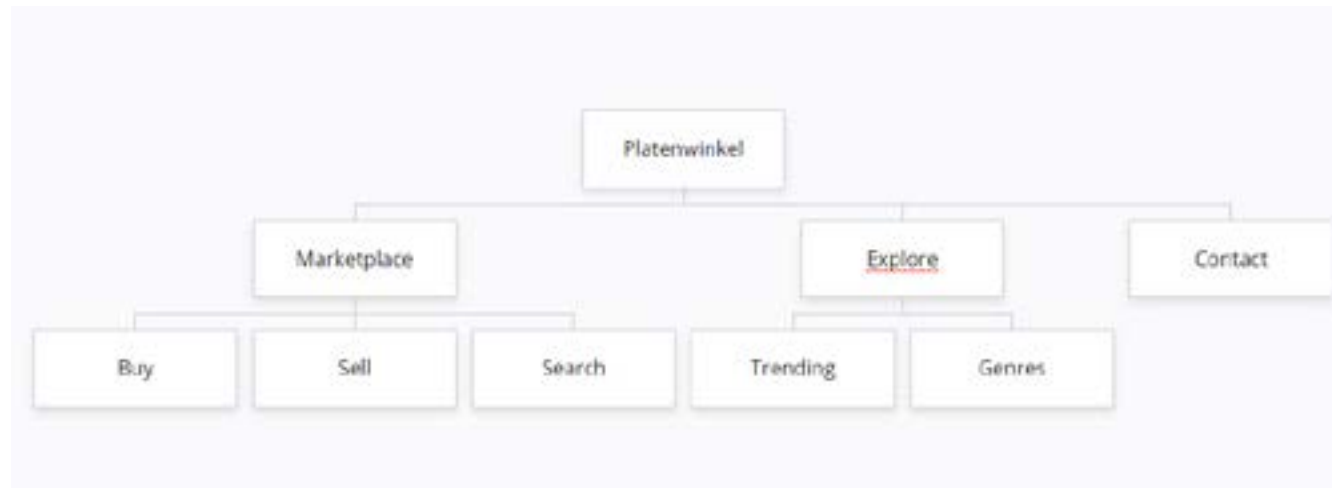 Platenwinkel
Marketplace
Explore
Contact
Buy
Sell
Search
Trending
Genres